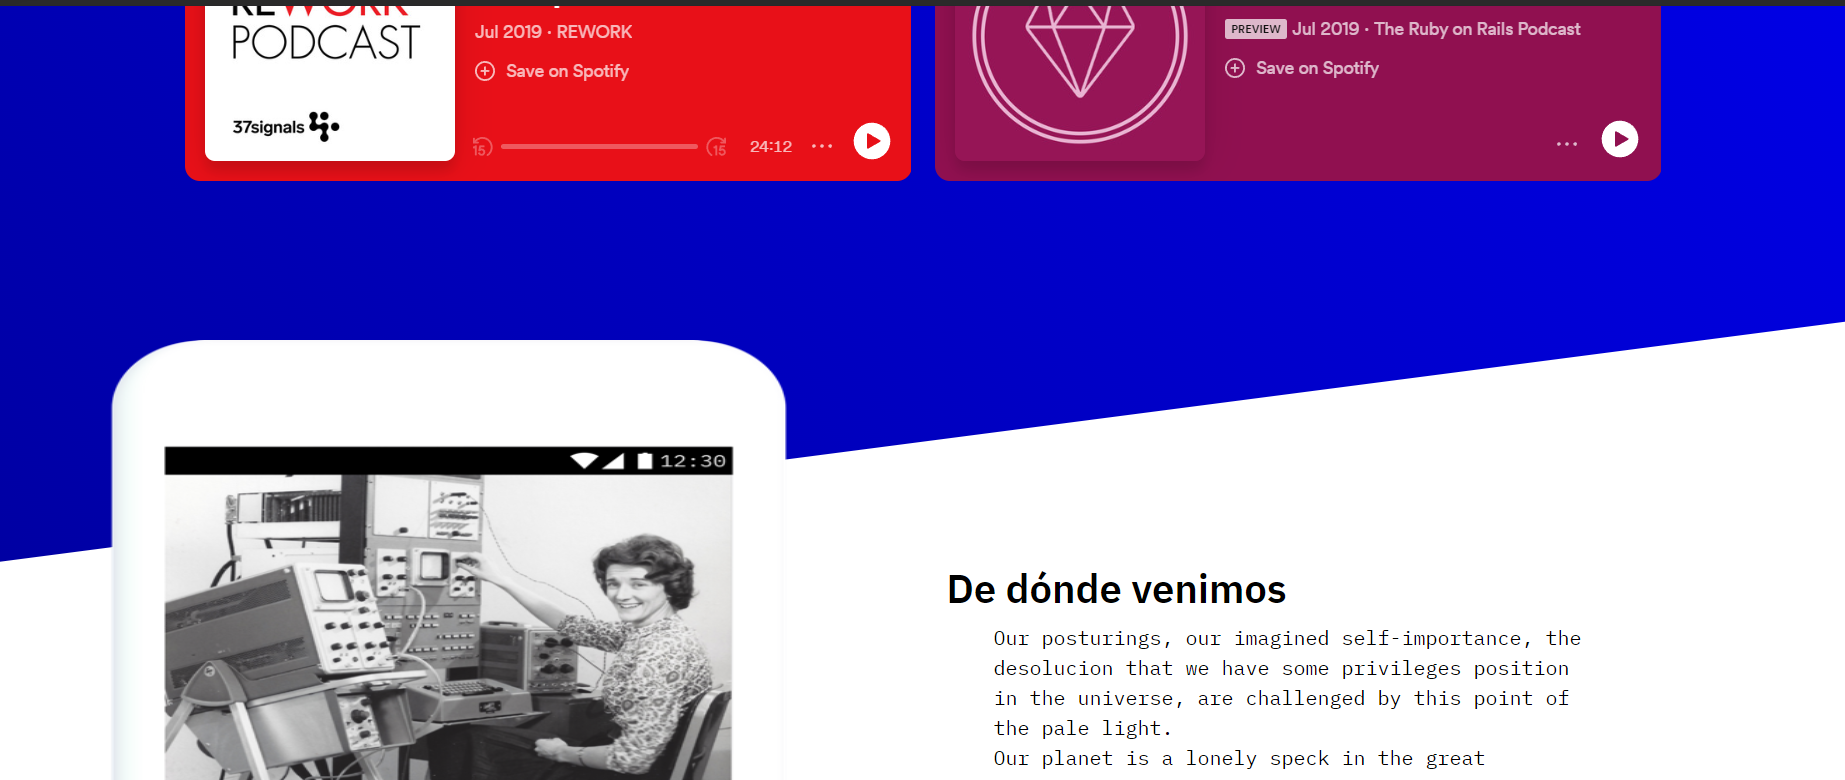 REWORK
PODCAST
37signals
Jul 2019 · REWORK
Save on Spotify
15
15
24:12
PREVIEW Jul 2019 · The Ruby on Rails Podcast
Save on Spotify
12:30
De dónde venimos
Our posturings, our imagined self-importance, the
desolucion that we have some privileges position
in the universe, are challenged by this point of
the pale light.
Our planet is a lonely speck in the great